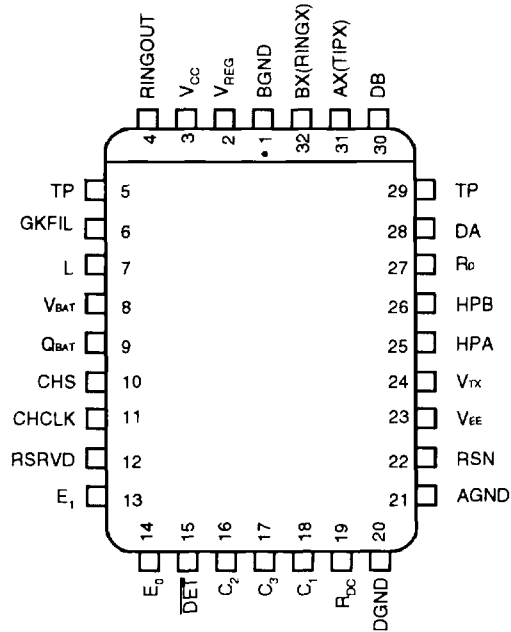 RINGOUT VCC VREG BGND BX(RINGX) AX(TIPX) DB
4 3 2 1 32 31 30
TP 5 29 TP
GKFIL 6 28 DA
L 7 27 RD
VBAT 8 26 HPB
QBAT 9 25 HPA
CHS 10 24 VTX
CHCLK 11 23 VEE
RSRVD 12 22 RSN
E1 13 21 AGND
14 15 16 17 18 19 20
E0 DET C2 C3 C1 RDC DGND